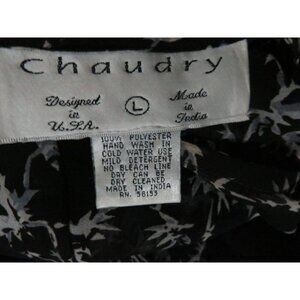 Chaudry
Designed in U.S.A.
L
Made in India
100% POLYESTER
HAND WASH IN
COLD WATER USE
MILD DETERGENT
NO BLEACH LINE
DRY CAN BE
DRY CLEANED
MADE IN INDIA
RN. 58153